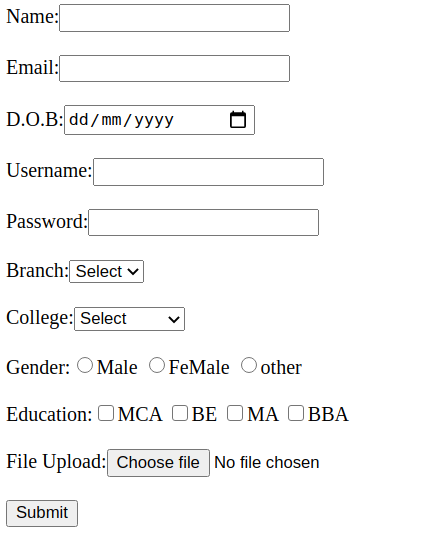 Name:
Email:
D.O.B: dd/mm/yyyy
Username:
Password:
Branch: Select
College: Select
Gender: Male FeMale other
Education: MCA BE MA BBA
File Upload: Choose file No file chosen
Submit